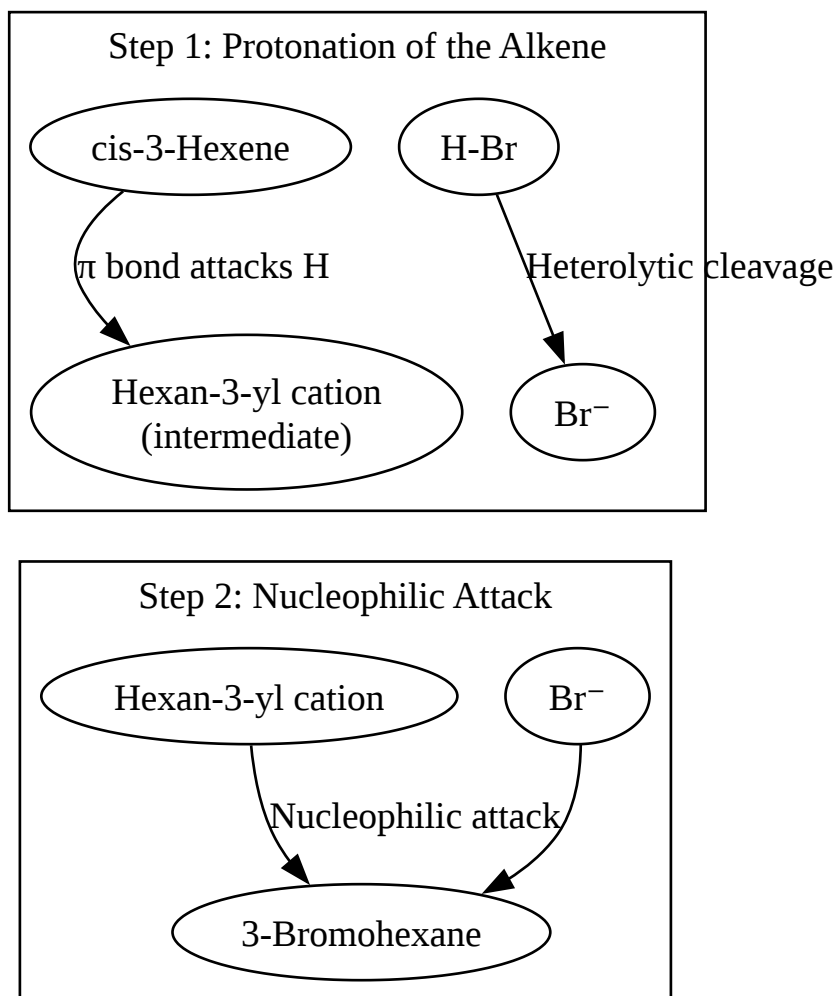 Step 1: Protonation of the Alkene
cis-3-Hexene
H-Br
π bond attacks H
Heterolytic cleavage
Hexan-3-yl cation
(intermediate)
Br⁻
Step 2: Nucleophilic Attack
Hexan-3-yl cation
Br⁻
Nucleophilic attack
3-Bromohexane